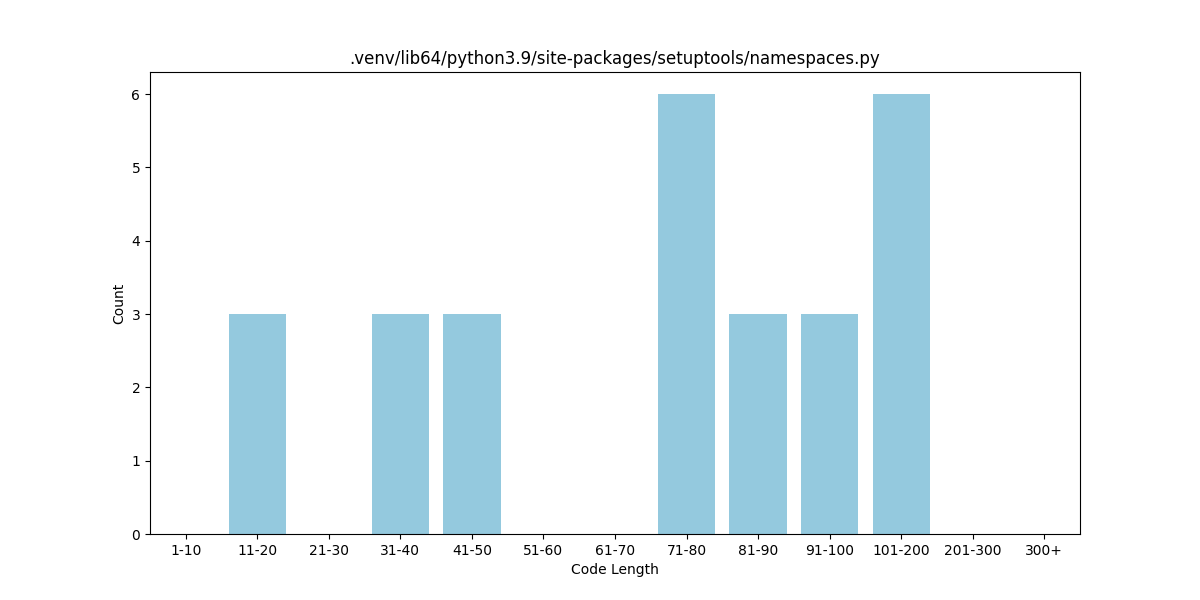 .venv/lib64/python3.9/site-packages/setuptools/namespaces.py
6
5
4
3
2
1
0
Count
1-10 11-20 21-30 31-40 41-50 51-60 61-70 71-80 81-90 91-100 101-200 201-300 300+
Code Length